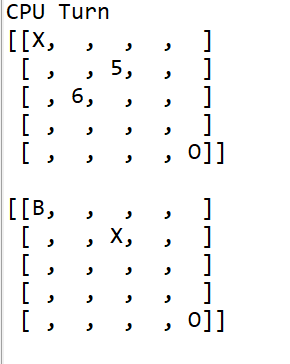 CPU Turn
[[X, , , , ]
 [ , , 5, , ]
 [ , 6, , , ]
 [ , , , , ]
 [ , , , , O]]

[[B, , , , ]
 [ , , X, , ]
 [ , , , , ]
 [ , , , , ]
 [ , , , , O]]